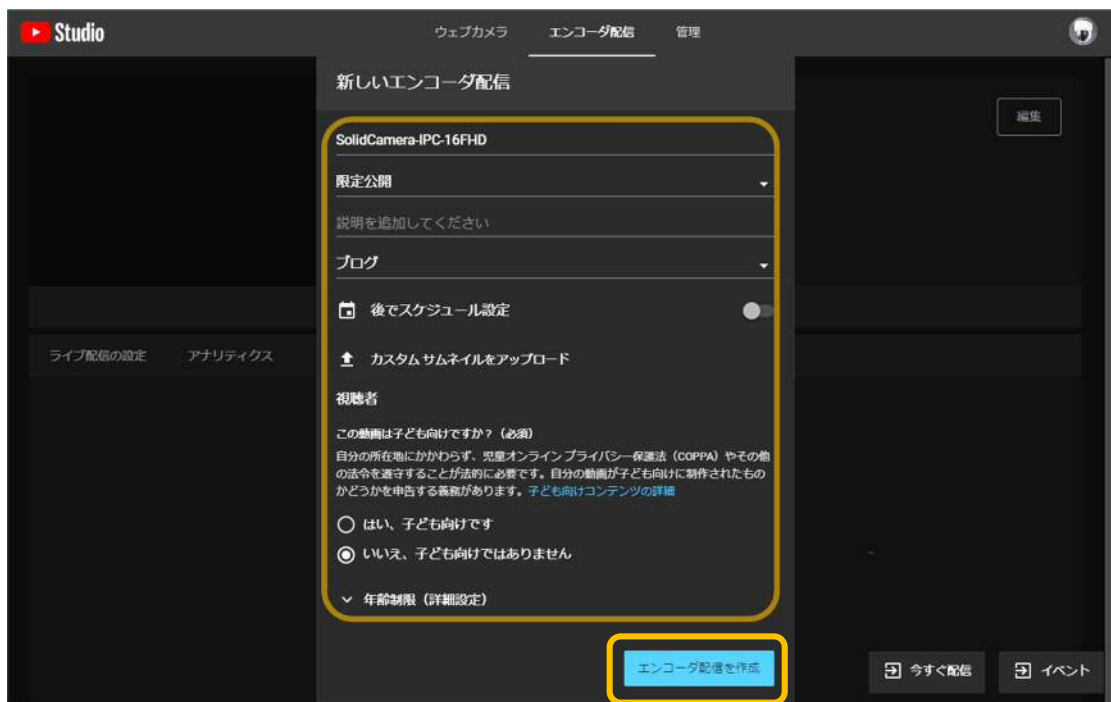 Studio
ウェブカメラ エンコーダ配信 管理
新しいエンコーダ配信
編集
SolidCamera-IPC-16FHD
限定公開
説明を追加してください
ブログ
後でスケジュール設定
ライブ配信の設定 アナリティクス
カスタム サムネイルをアップロード
視聴者
この動画は子ども向けですか？（必須）
自分の所在地にかかわらず、児童オンライン プライバシー保護法（COPPA）やその他
の法令を遵守することが法的に必要です。自分の動画が子ども向けに制作されたもの
かどうかを申告する義務があります。子ども向けコンテンツの詳細
はい、子ども向けです
いいえ、子ども向けではありません
年齢制限（詳細設定）
エンコーダ配信を作成
今すぐ配信 イベント